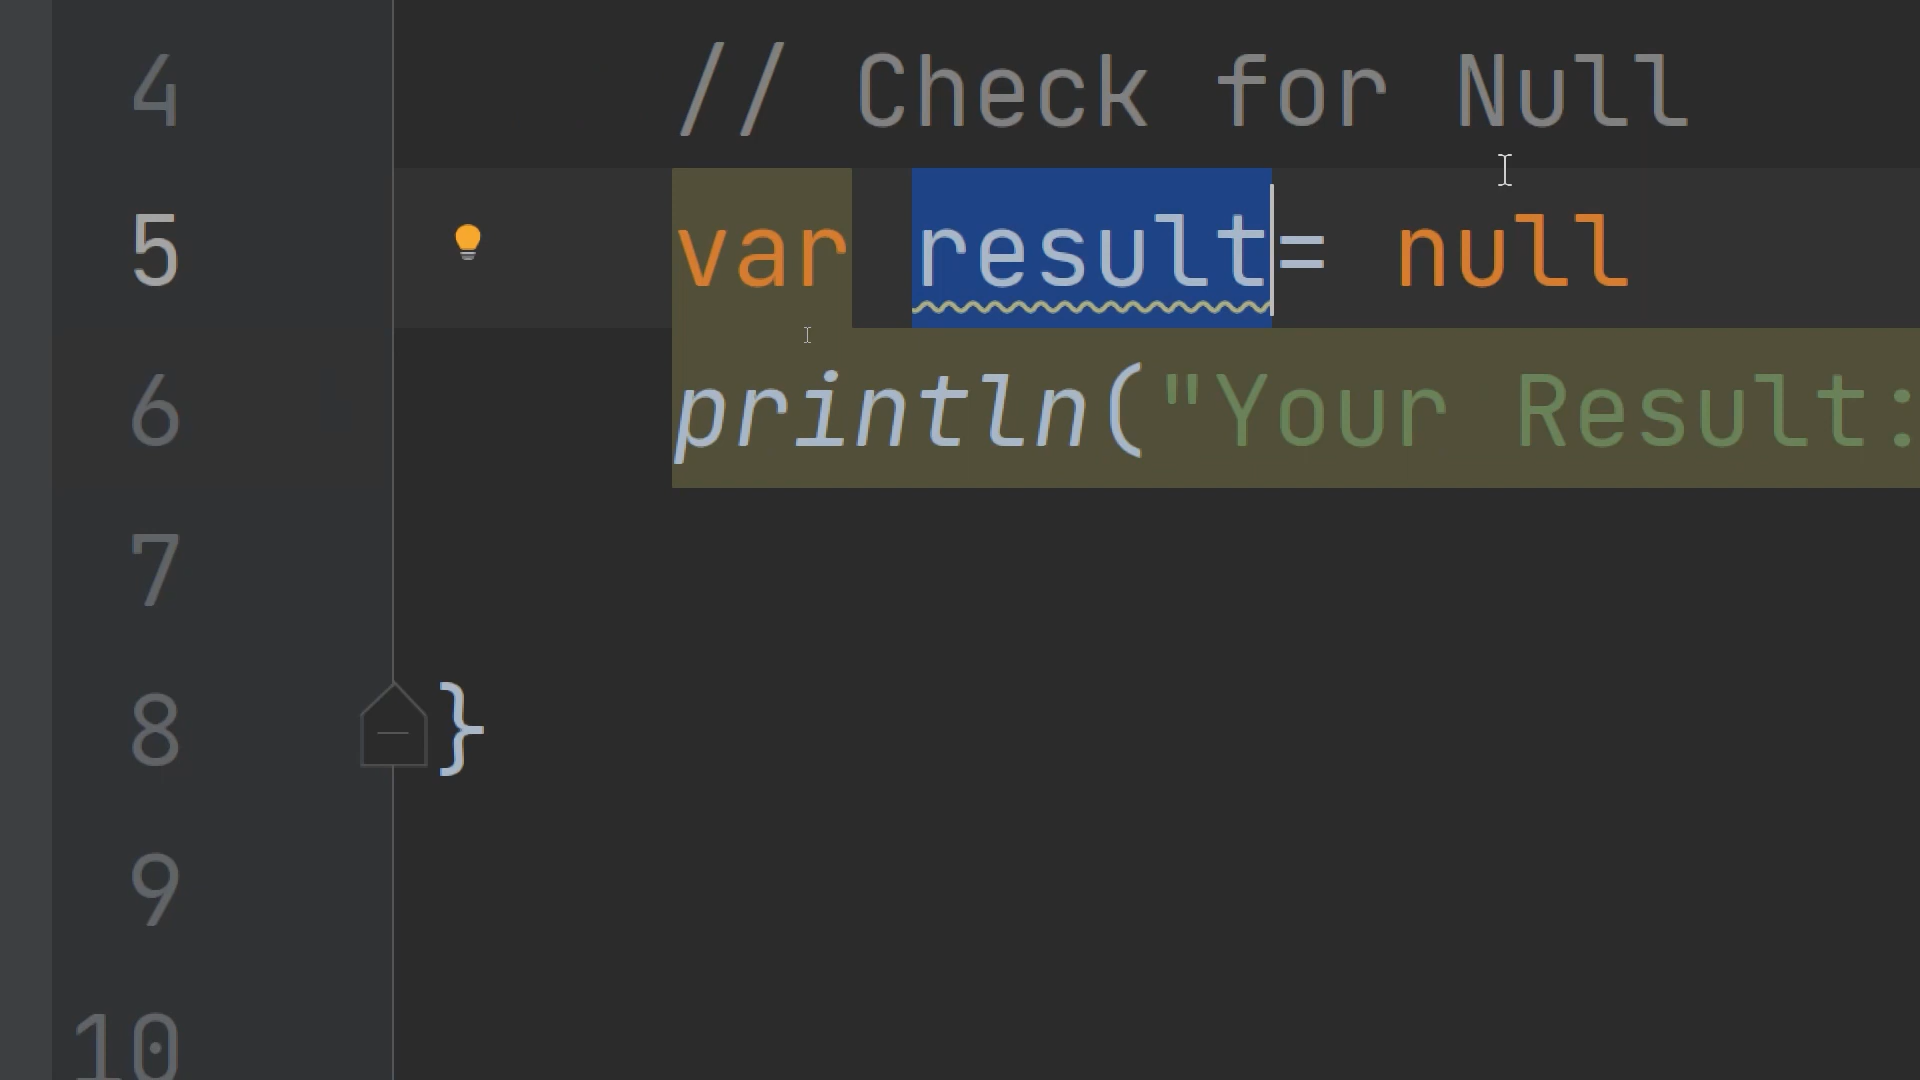 4 // Check for Null
5 var result= null
6 println("Your Result:
7
8 }
9
10